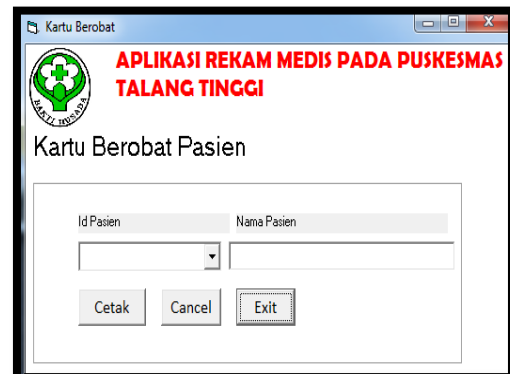 Kartu Berobat
APLIKASI REKAM MEDIS PADA PUSKESMAS
TALANG TINGGI
BAKTI HUSADA
Kartu Berobat Pasien
Id Pasien Nama Pasien
Cetak Cancel Exit